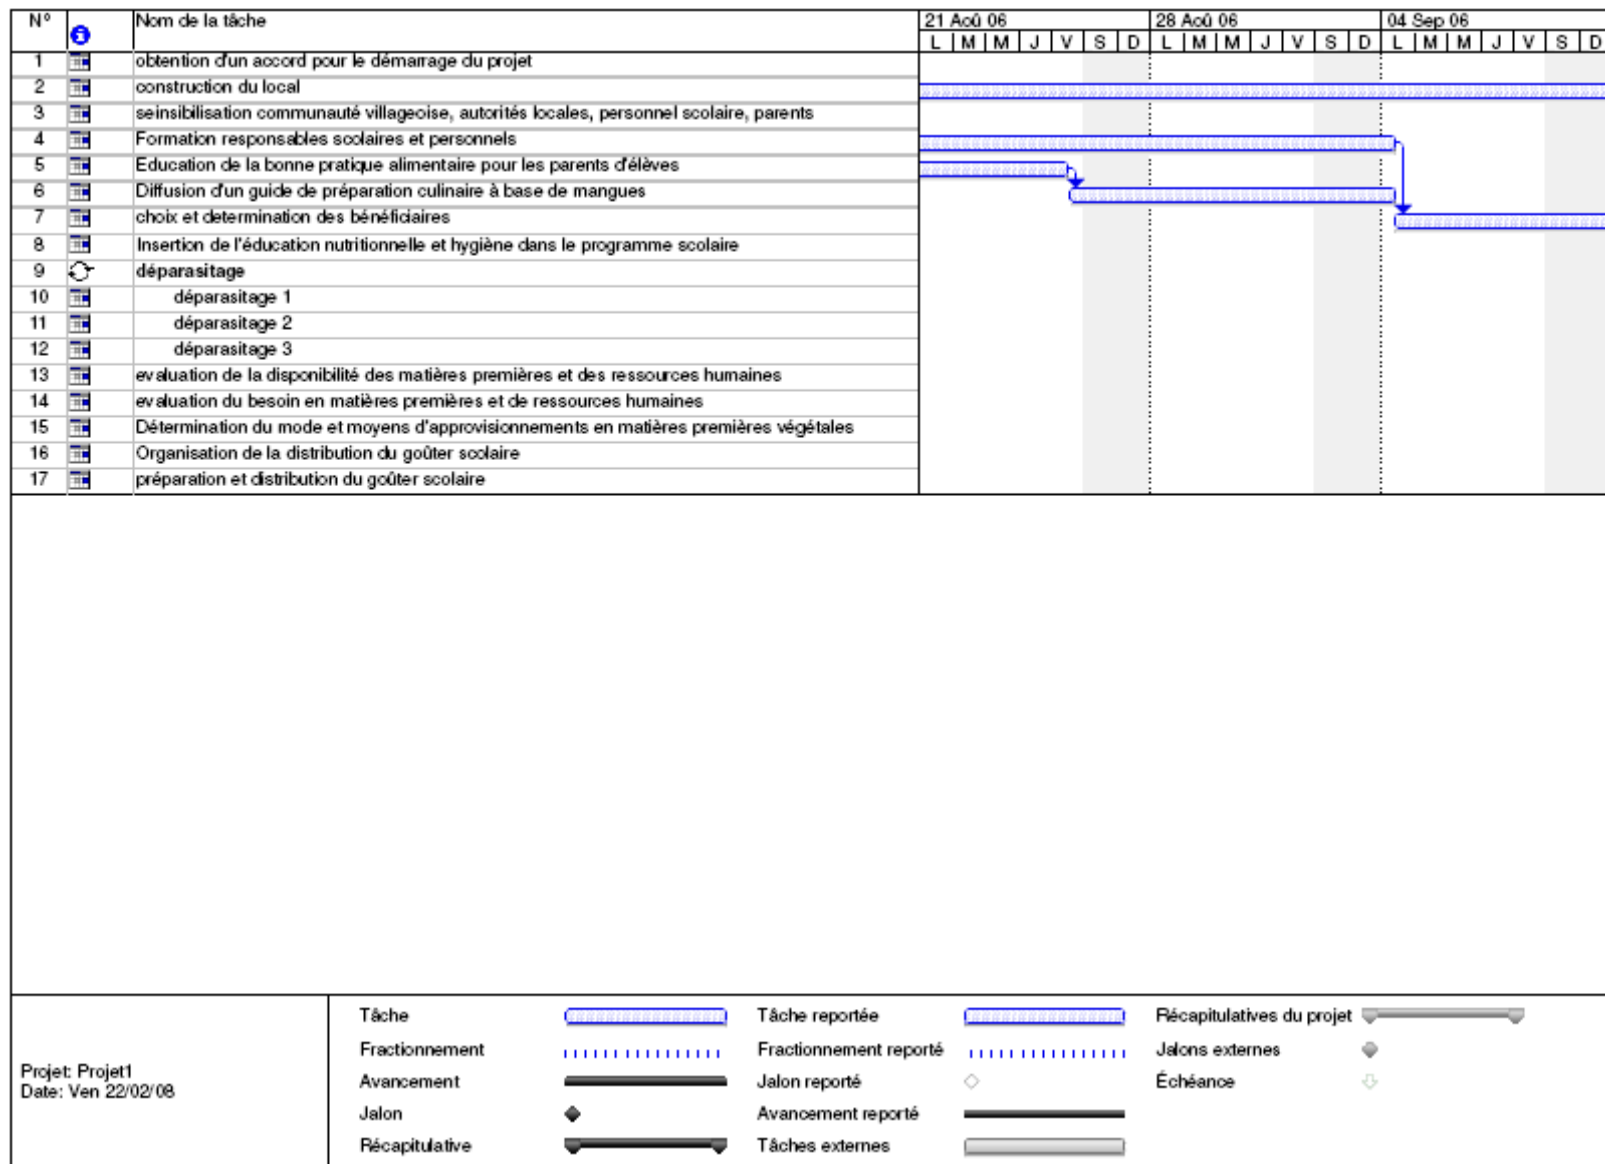 N° Nom de la tâche 21 Aoû 06 28 Aoû 06 04 Sep 06
L M M J V S D L M M J V S D L M M J V S D
1 obtention d'un accord pour le démarrage du projet
2 construction du local
3 seinsibilisation communauté villageoise, autorités locales, personnel scolaire, parents
4 Formation responsables scolaires et personnels
5 Education de la bonne pratique alimentaire pour les parents d'élèves
6 Diffusion d'un guide de préparation culinaire à base de mangues
7 choix et determination des bénéficiaires
8 Insertion de l'éducation nutritionnelle et hygiène dans le programme scolaire
9 déparasitage
10 déparasitage 1
11 déparasitage 2
12 déparasitage 3
13 evaluation de la disponibilité des matières premières et des ressources humaines
14 evaluation du besoin en matières premières et de ressources humaines
15 Détermination du mode et moyens d'approvisionnements en matières premières végétales
16 Organisation de la distribution du goûter scolaire
17 préparation et distribution du goûter scolaire
Projet: Projet1
Date: Ven 22/02/08
Tâche Tâche reportée Récapitulatives du projet
Fractionnement Fractionnement reporté Jalons externes
Avancement Jalon reporté Échéance
Jalon Avancement reporté
Récapitulative Tâches externes